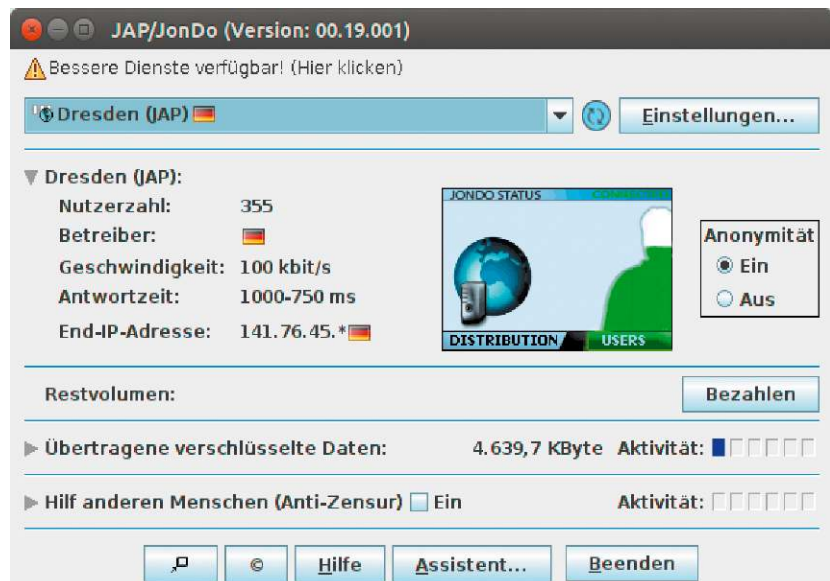 JAP/JonDo (Version: 00.19.001)
Bessere Dienste verfügbar! (Hier klicken)
Dresden (JAP)
Einstellungen...
Dresden (JAP):
Nutzerzahl: 355
Betreiber:
Geschwindigkeit: 100 kbit/s
Antwortzeit: 1000-750 ms
End-IP-Adresse: 141.76.45.*
JONDO STATUS CONNECTED
DISTRIBUTION USERS
Anonymität
Ein
Aus
Restvolumen:
Bezahlen
Übertragene verschlüsselte Daten: 4.639,7 KByte Aktivität:
Hilf anderen Menschen (Anti-Zensur) Ein Aktivität:
© Hilfe Assistent... Beenden